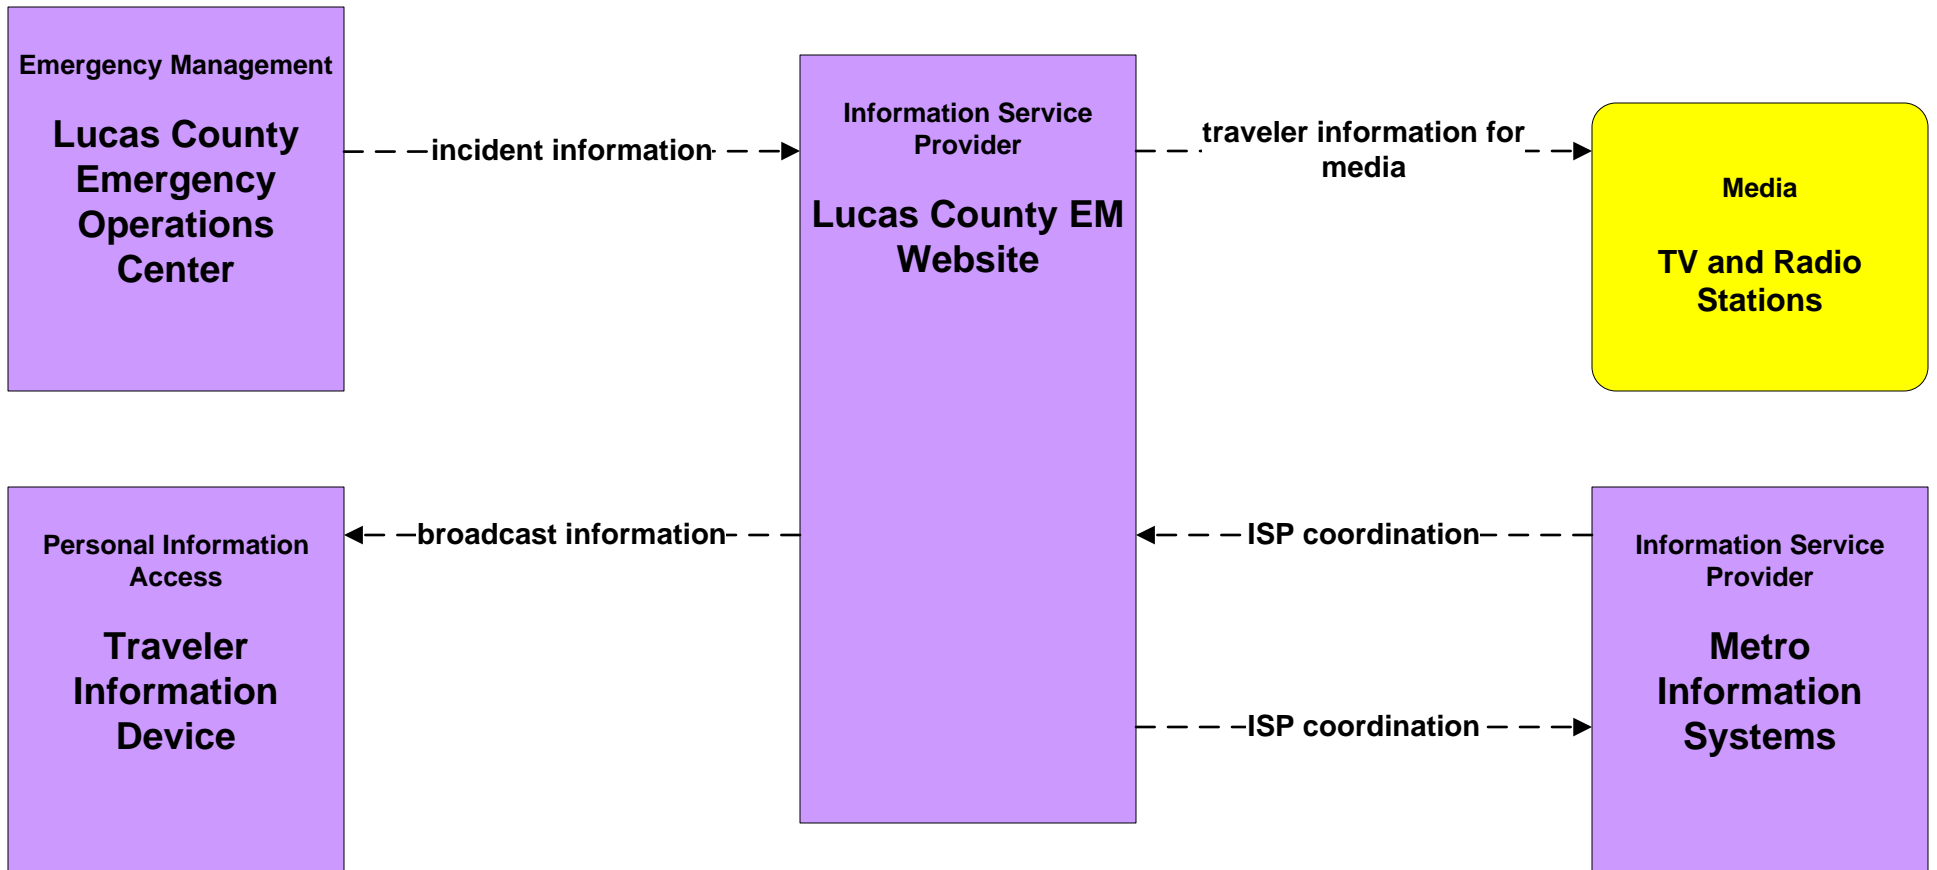 Emergency Management
Lucas County
Emergency
Operations
Center
incident information
Information Service
Provider
Lucas County EM
Website
traveler information for
media
Media
TV and Radio
Stations
Personal Information
Access
Traveler
Information
Device
broadcast information
ISP coordination
ISP coordination
Information Service
Provider
Metro
Information
Systems